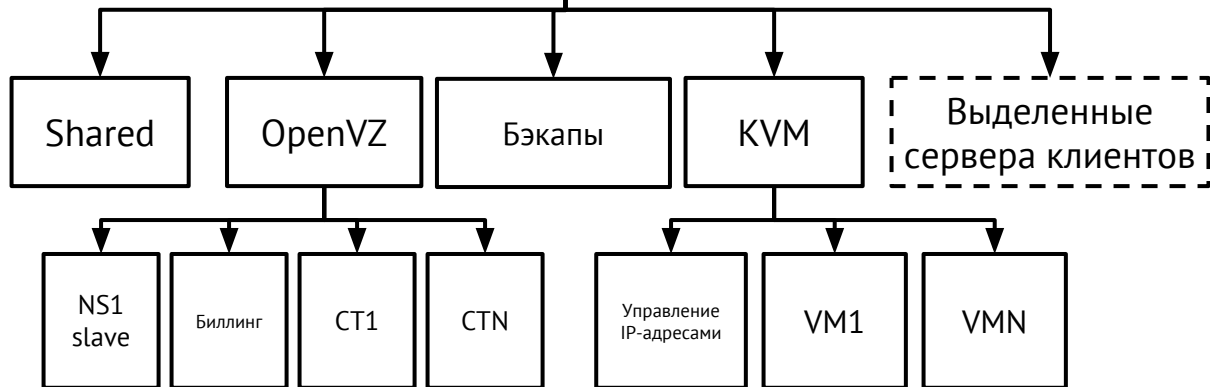 Shared
OpenVZ
Бэкапы
KVM
Выделенные
сервера клиентов
NS1
slave
Биллинг
CT1
CTN
Управление
IP-адресами
VM1
VMN